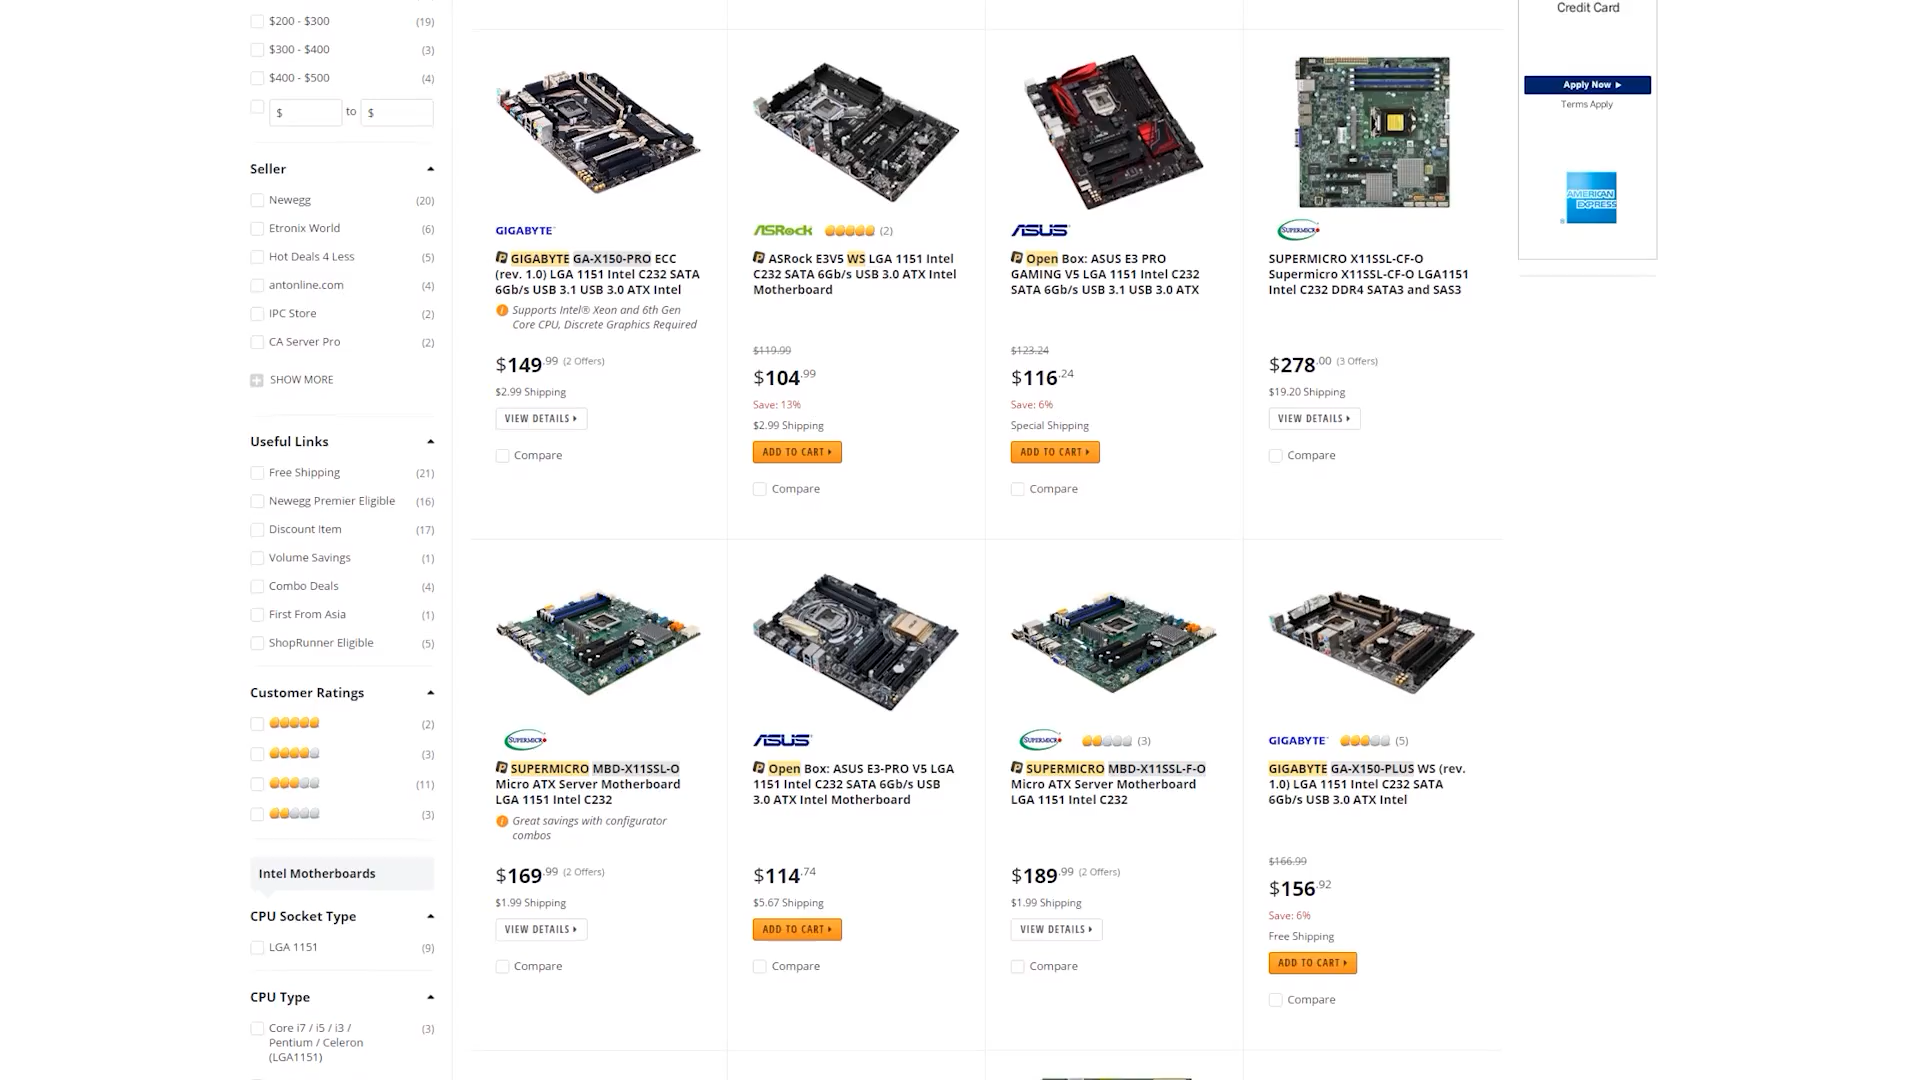 $200 - $300 (19)
$300 - $400 (3)
$400 - $500 (4)
$ to $
Seller
Newegg (20)
Etronix World (6)
Hot Deals 4 Less (5)
antonline.com (4)
IPC Store (2)
CA Server Pro (2)
SHOW MORE
Useful Links
Free Shipping (21)
Newegg Premier Eligible (16)
Discount Item (17)
Volume Savings (1)
Combo Deals (4)
First From Asia (1)
ShopRunner Eligible (5)
Customer Ratings
(2)
(3)
(11)
(3)
Intel Motherboards
CPU Socket Type
LGA 1151 (9)
CPU Type
Core i7 / i5 / i3 / (3)
Pentium / Celeron
(LGA1151)
GIGABYTE
GIGABYTE GA-X150-PRO ECC
(rev. 1.0) LGA 1151 Intel C232 SATA
6Gb/s USB 3.1 USB 3.0 ATX Intel
Supports Intel® Xeon and 6th Gen
Core CPU, Discrete Graphics Required
$149.99 (2 Offers)
$2.99 Shipping
VIEW DETAILS
Compare
ASRock (2)
ASRock E3V5 WS LGA 1151 Intel
C232 SATA 6Gb/s USB 3.0 ATX Intel
Motherboard
$119.99
$104.99
Save: 13%
$2.99 Shipping
ADD TO CART
Compare
ASUS
Open Box: ASUS E3 PRO
GAMING V5 LGA 1151 Intel C232
SATA 6Gb/s USB 3.1 USB 3.0 ATX
$123.24
$116.24
Save: 6%
Special Shipping
ADD TO CART
Compare
SUPERMICRO
SUPERMICRO X11SSL-CF-O
Supermicro X11SSL-CF-O LGA1151
Intel C232 DDR4 SATA3 and SAS3
$278.00 (3 Offers)
$19.20 Shipping
VIEW DETAILS
Compare
SUPERMICRO
SUPERMICRO MBD-X11SSL-O
Micro ATX Server Motherboard
LGA 1151 Intel C232
Great savings with configurator
combos
$169.99 (2 Offers)
$1.99 Shipping
VIEW DETAILS
Compare
ASUS
Open Box: ASUS E3-PRO V5 LGA
1151 Intel C232 SATA 6Gb/s USB
3.0 ATX Intel Motherboard
$114.74
$5.67 Shipping
ADD TO CART
Compare
SUPERMICRO (3)
SUPERMICRO MBD-X11SSL-F-O
Micro ATX Server Motherboard
LGA 1151 Intel C232
$189.99 (2 Offers)
$1.99 Shipping
VIEW DETAILS
Compare
GIGABYTE (5)
GIGABYTE GA-X150-PLUS WS (rev.
1.0) LGA 1151 Intel C232 SATA
6Gb/s USB 3.0 ATX Intel
$166.99
$156.92
Save: 6%
Free Shipping
ADD TO CART
Compare
Credit Card
Apply Now
Terms Apply
AMERICAN
EXPRESS